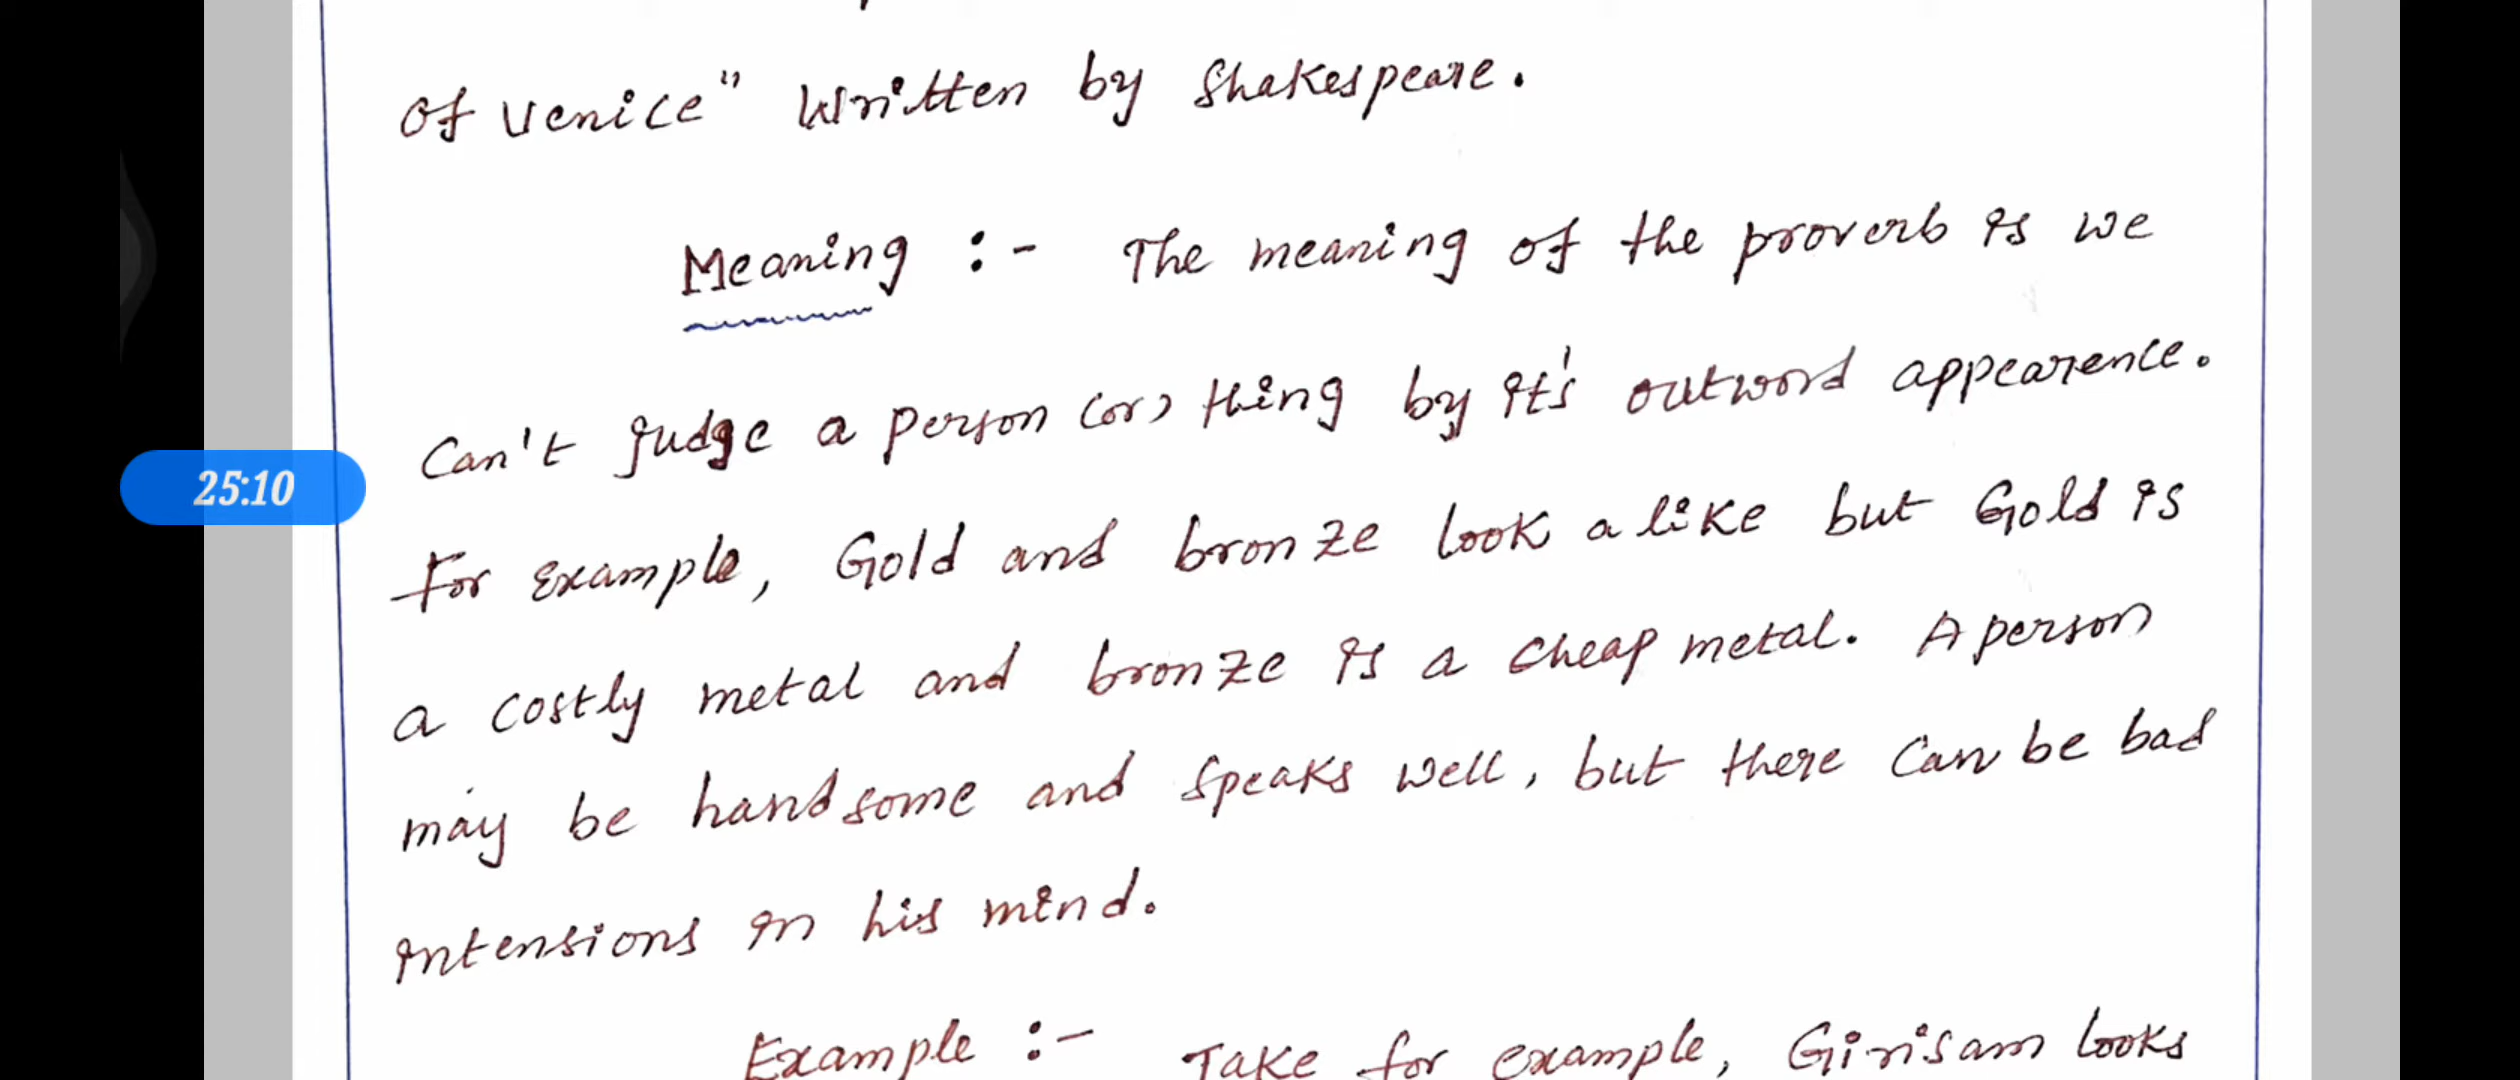 Of Venice" Written by Shakespeare.
Meaning :- The meaning of the proverb is we
Can't judge a person (or) thing by it's outword appearence.
25:10
For example, Gold and bronze look a like but Gold is
a costly metal and bronze is a cheap metal. A person
may be handsome and speaks well, but there can be bad
intensions in his mind.
Example :- Take for example, Girisam looks